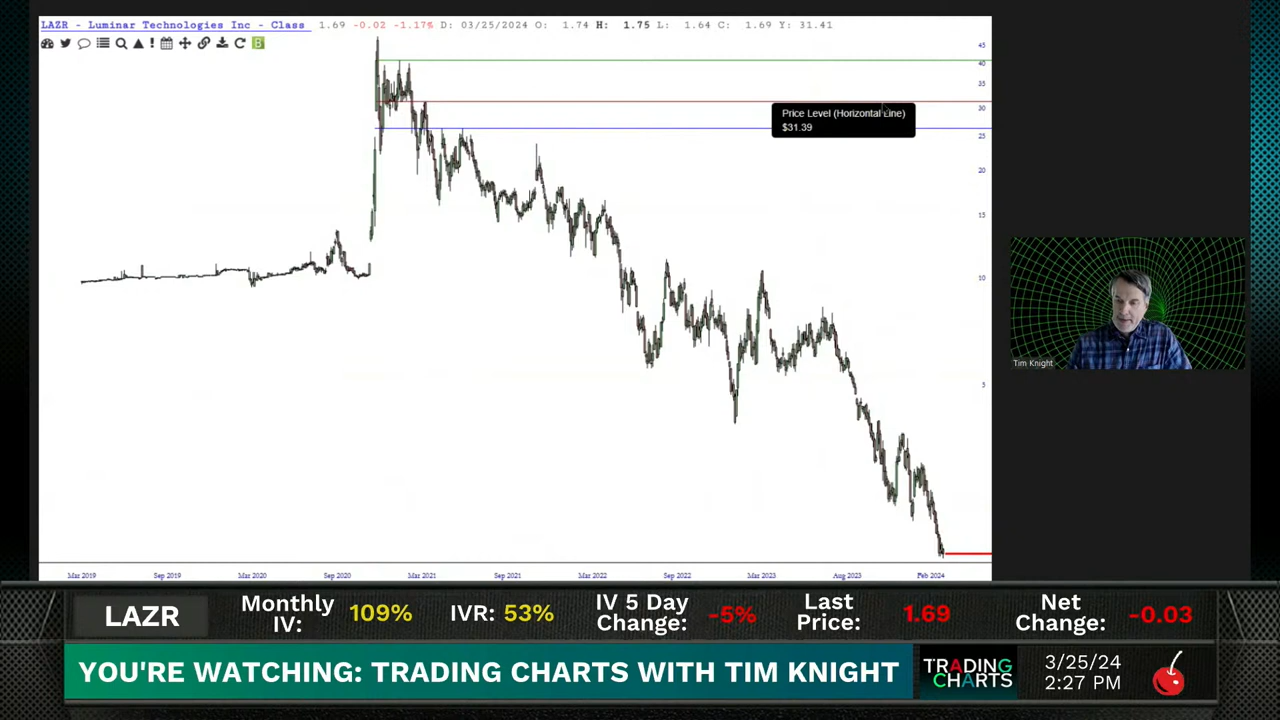 LAZR - Luminar Technologies Inc - Class 1.69 -0.02 -1.17% D: 03/25/2024 O: 1.74 H: 1.75 L: 1.64 C: 1.69 Y: 31.41
B
45
40
35
30
Price Level (Horizontal Line)
$31.39
25
20
15
10
5
Tim Knight
Mar 2019 Sep 2019 Mar 2020 Sep 2020 Mar 2021 Sep 2021 Mar 2022 Sep 2022 Mar 2023 Aug 2023 Feb 2024
LAZR Monthly IV: 109% IVR: 53% IV 5 Day Change: -5% Last Price: 1.69 Net Change: -0.03
YOU'RE WATCHING: TRADING CHARTS WITH TIM KNIGHT
TRADING CHARTS
3/25/24
2:27 PM